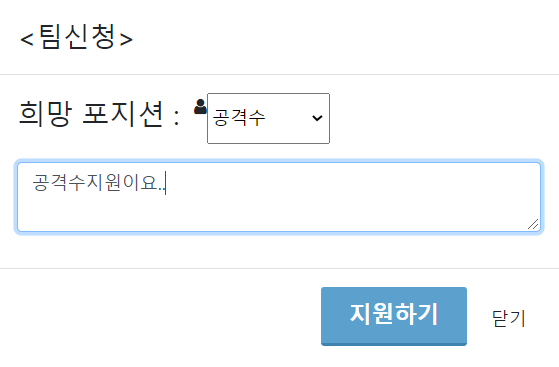 <팀신청>
희망 포지션 : 공격수
공격수지원이요..
지원하기 닫기